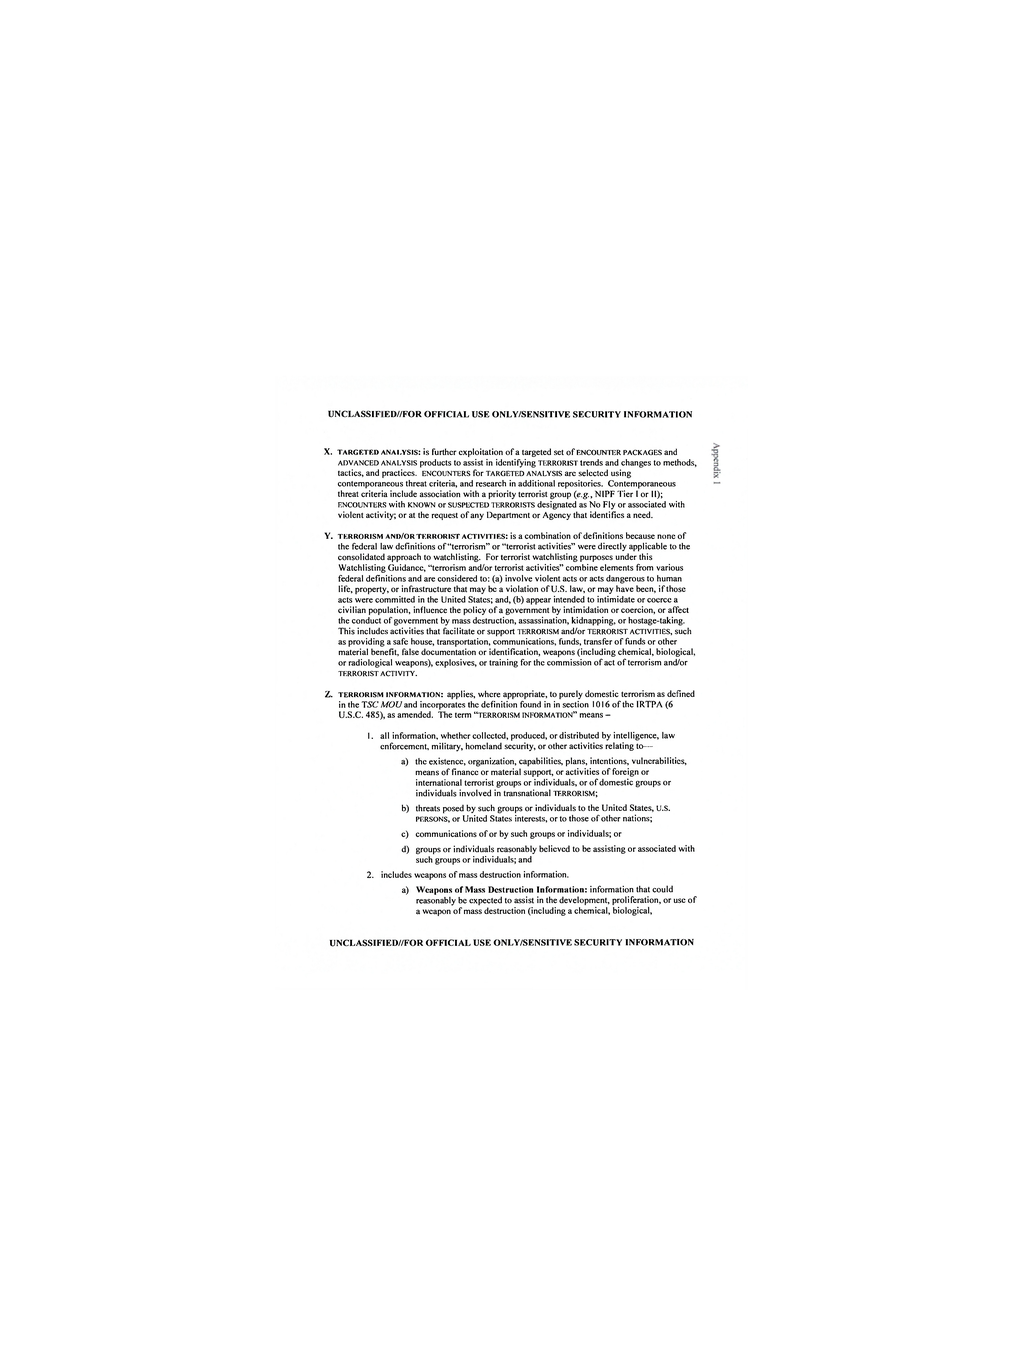 UNCLASSIFIED//FOR OFFICIAL USE ONLY/SENSITIVE SECURITY INFORMATION
Appendix 1
X. TARGETED ANALYSIS: is further exploitation of a targeted set of ENCOUNTER PACKAGES and
ADVANCED ANALYSIS products to assist in identifying TERRORIST trends and changes to methods,
tactics, and practices. ENCOUNTERS for TARGETED ANALYSIS are selected using
contemporaneous threat criteria, and research in additional repositories. Contemporaneous
threat criteria include association with a priority terrorist group (e.g., NIPF Tier I or II);
ENCOUNTERS with KNOWN or SUSPECTED TERRORISTS designated as No Fly or associated with
violent activity; or at the request of any Department or Agency that identifies a need.
Y. TERRORISM AND/OR TERRORIST ACTIVITIES: is a combination of definitions because none of
the federal law definitions of "terrorism" or "terrorist activities" were directly applicable to the
consolidated approach to watchlisting. For terrorist watchlisting purposes under this
Watchlisting Guidance, "terrorism and/or terrorist activities" combine elements from various
federal definitions and are considered to: (a) involve violent acts or acts dangerous to human
life, property, or infrastructure that may be a violation of U.S. law, or may have been, if those
acts were committed in the United States; and, (b) appear intended to intimidate or coerce a
civilian population, influence the policy of a government by intimidation or coercion, or affect
the conduct of government by mass destruction, assassination, kidnapping, or hostage-taking.
This includes activities that facilitate or support TERRORISM and/or TERRORIST ACTIVITIES, such
as providing a safe house, transportation, communications, funds, transfer of funds or other
material benefit, false documentation or identification, weapons (including chemical, biological,
or radiological weapons), explosives, or training for the commission of act of terrorism and/or
TERRORIST ACTIVITY.
Z. TERRORISM INFORMATION: applies, where appropriate, to purely domestic terrorism as defined
in the TSC MOU and incorporates the definition found in in section 1016 of the IRTPA (6
U.S.C. 485), as amended. The term "TERRORISM INFORMATION" means –
1. all information, whether collected, produced, or distributed by intelligence, law
enforcement, military, homeland security, or other activities relating to—
a) the existence, organization, capabilities, plans, intentions, vulnerabilities,
means of finance or material support, or activities of foreign or
international terrorist groups or individuals, or of domestic groups or
individuals involved in transnational TERRORISM;
b) threats posed by such groups or individuals to the United States, U.S.
PERSONS, or United States interests, or to those of other nations;
c) communications of or by such groups or individuals; or
d) groups or individuals reasonably believed to be assisting or associated with
such groups or individuals; and
2. includes weapons of mass destruction information.
a) Weapons of Mass Destruction Information: information that could
reasonably be expected to assist in the development, proliferation, or use of
a weapon of mass destruction (including a chemical, biological,
UNCLASSIFIED//FOR OFFICIAL USE ONLY/SENSITIVE SECURITY INFORMATION